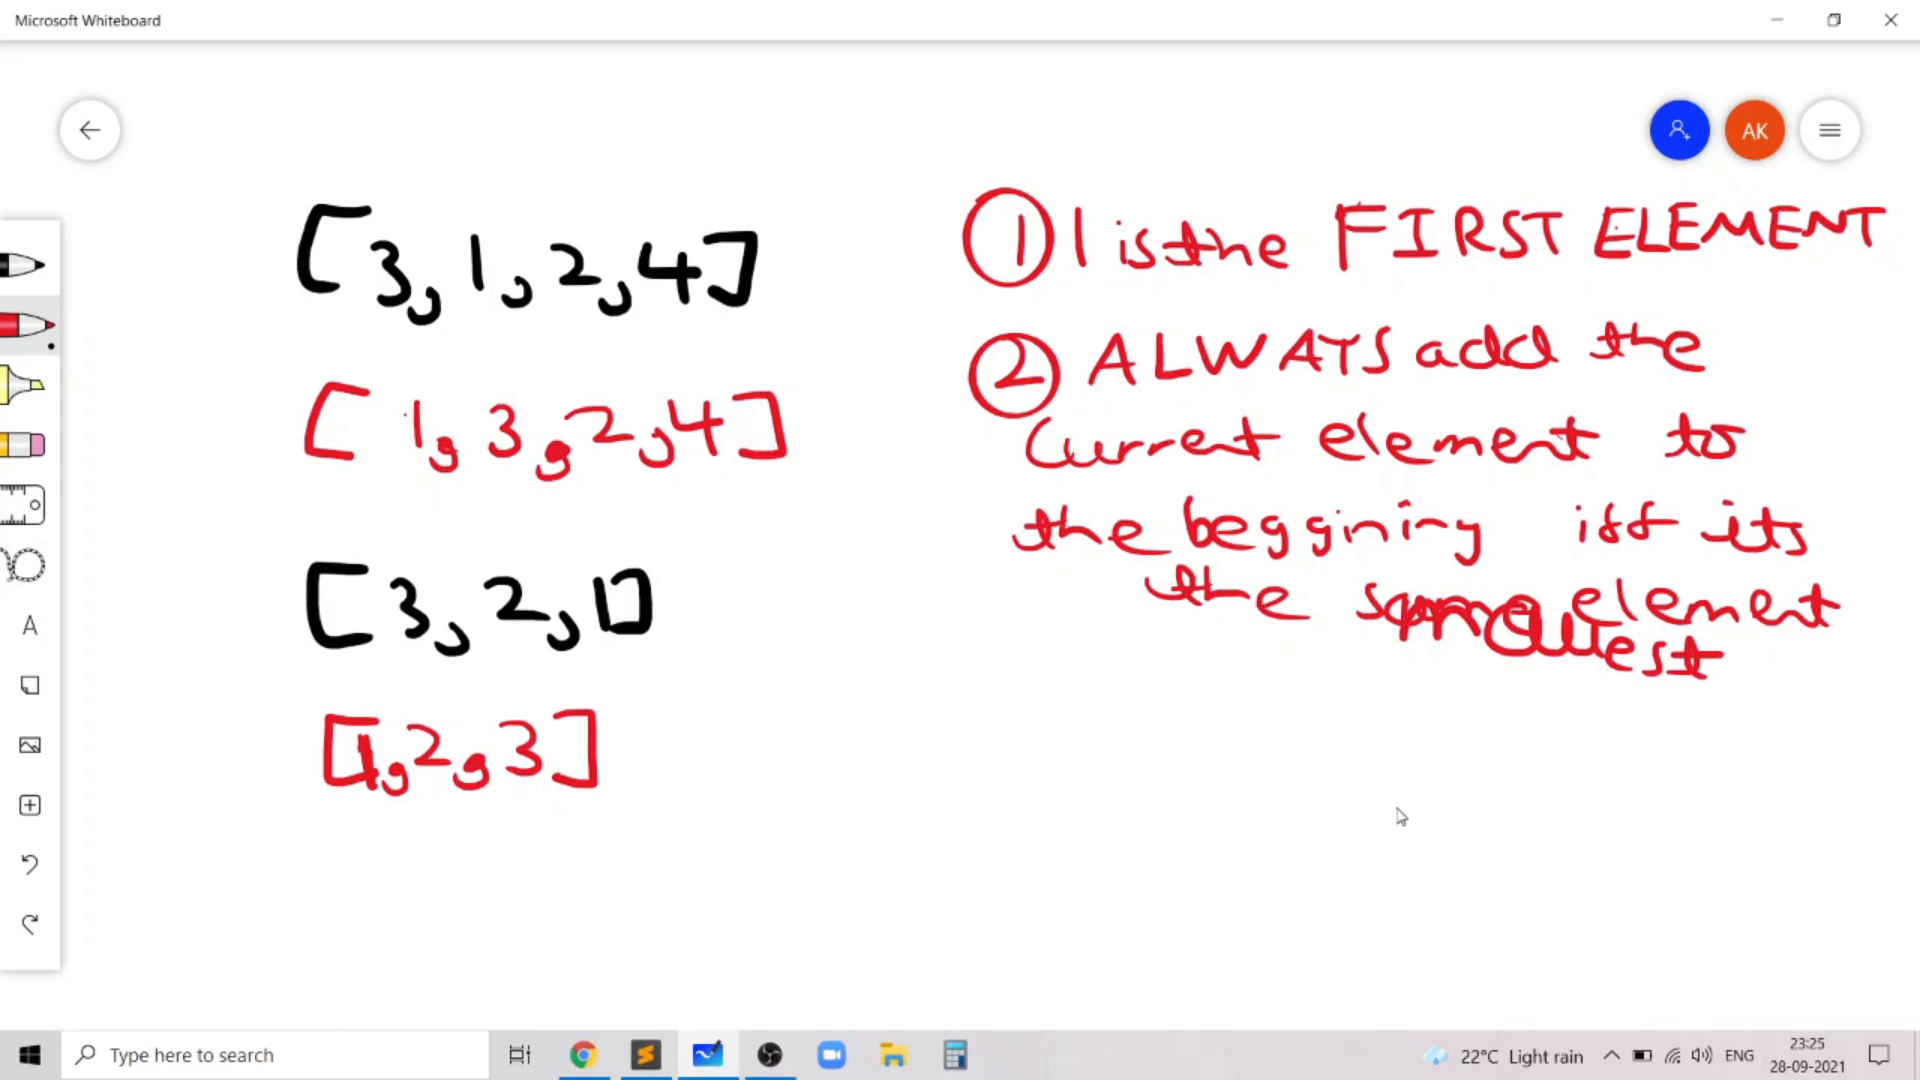 Microsoft Whiteboard
AK
[3, 1, 2, 4]
[1, 3, 2, 4]
[3, 2, 1]
[1, 2, 3]
① 1 is the FIRST ELEMENT
② ALWAYS add the
current element to
the beggining iff its
the element
smallest
A
Type here to search
22°C Light rain
ENG
23:25
28-09-2021